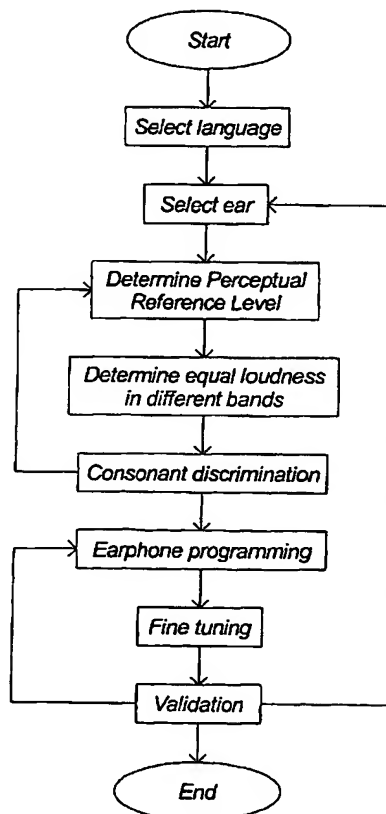 Start
Select language
Select ear
Determine Perceptual
Reference Level
Determine equal loudness
in different bands
Consonant discrimination
Earphone programming
Fine tuning
Validation
End